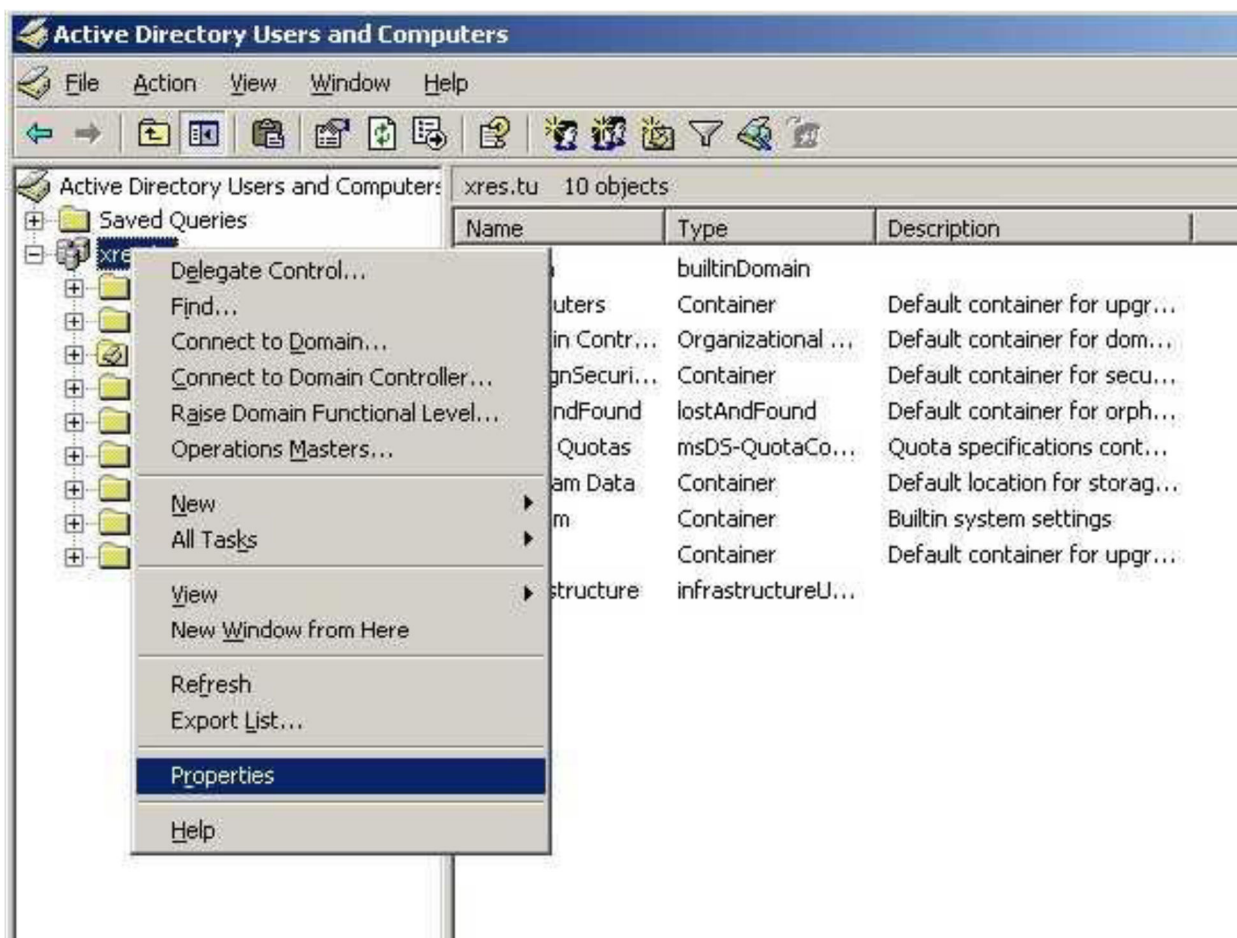 Active Directory Users and Computers
File Action View Window Help
Active Directory Users and Computers
xres.tu 10 objects
Saved Queries
Name Type Description
xre
builtinDomain
uters Container Default container for upgr...
in Contr... Organizational ... Default container for dom...
gnSecuri... Container Default container for secu...
ndFound lostAndFound Default container for orph...
Quotas msDS-QuotaCo... Quota specifications cont...
am Data Container Default location for storag...
m Container Builtin system settings
Container Default container for upgr...
structure infrastructureU...
Delegate Control...
Find...
Connect to Domain...
Connect to Domain Controller...
Raise Domain Functional Level...
Operations Masters...
New
All Tasks
View
New Window from Here
Refresh
Export List...
Properties
Help